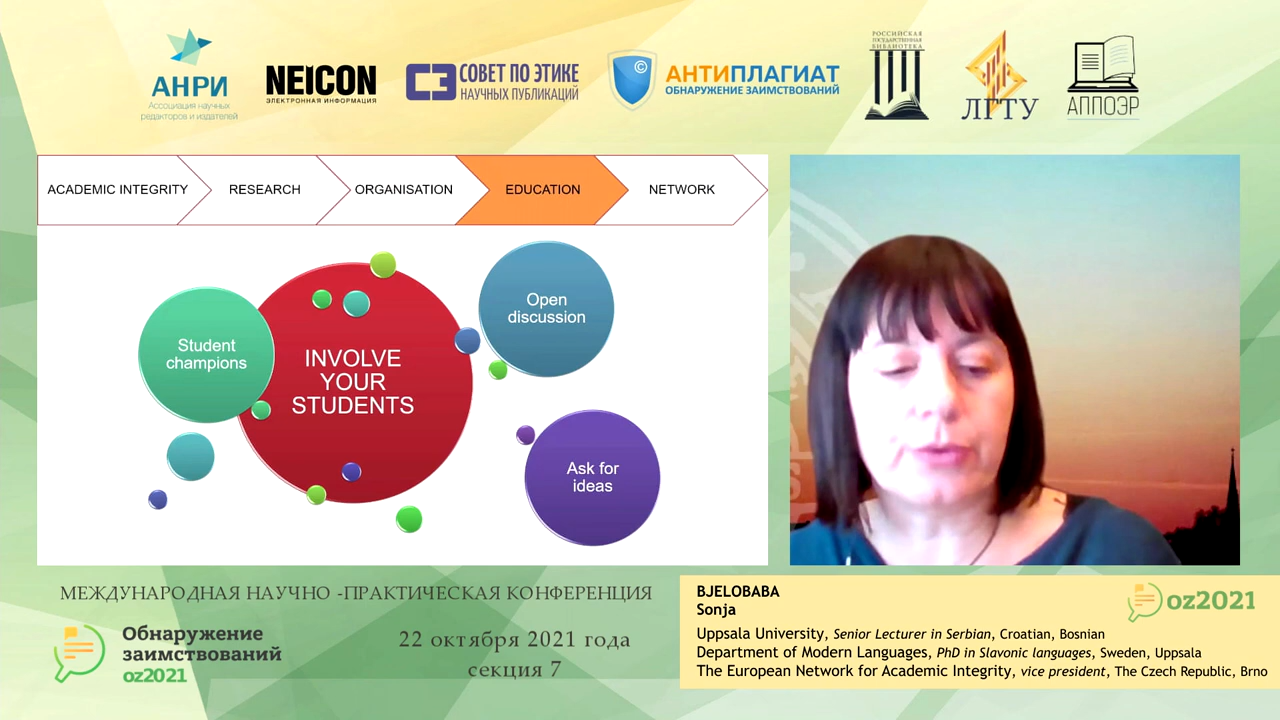 АНРИ
Ассоциация научных
редакторов и издателей
NEICON
ЭЛЕКТРОННАЯ ИНФОРМАЦИЯ
СЭ СОВЕТ ПО ЭТИКЕ
НАУЧНЫХ ПУБЛИКАЦИЙ
©
АНТИПЛАГИАТ
ОБНАРУЖЕНИЕ ЗАИМСТВОВАНИЙ
РОССИЙСКАЯ
ГОСУДАРСТВЕННАЯ
БИБЛИОТЕКА
ЛГТУ
АППОЭР
ACADEMIC INTEGRITY
RESEARCH
ORGANISATION
EDUCATION
NETWORK
Student
champions
INVOLVE
YOUR
STUDENTS
Open
discussion
Ask for
ideas
МЕЖДУНАРОДНАЯ НАУЧНО -ПРАКТИЧЕСКАЯ КОНФЕРЕНЦИЯ
Обнаружение
заимствований
oz2021
22 октября 2021 года
секция 7
BJELOBABA
Sonja
oz2021
Uppsala University, Senior Lecturer in Serbian, Croatian, Bosnian
Department of Modern Languages, PhD in Slavonic languages, Sweden, Uppsala
The European Network for Academic Integrity, vice president, The Czech Republic, Brno